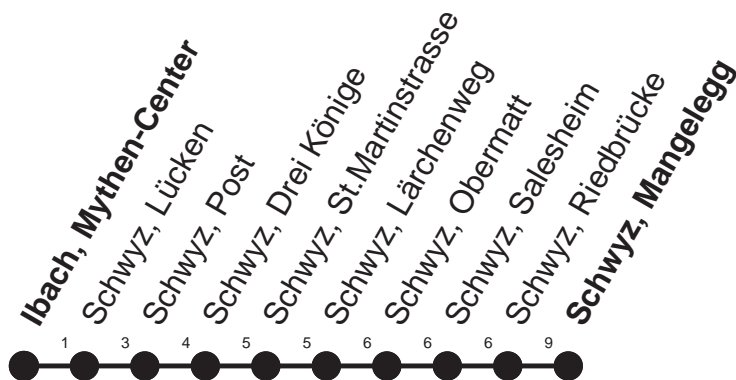 Ibach, Mythen-Center
Schwyz, Lücken
Schwyz, Post
Schwyz, Drei Könige
Schwyz, St.Martinstrasse
Schwyz, Lärchenweg
Schwyz, Obermatt
Schwyz, Salesheim
Schwyz, Riedbrücke
Schwyz, Mangelegg
1 3 4 5 5 6 6 6 9